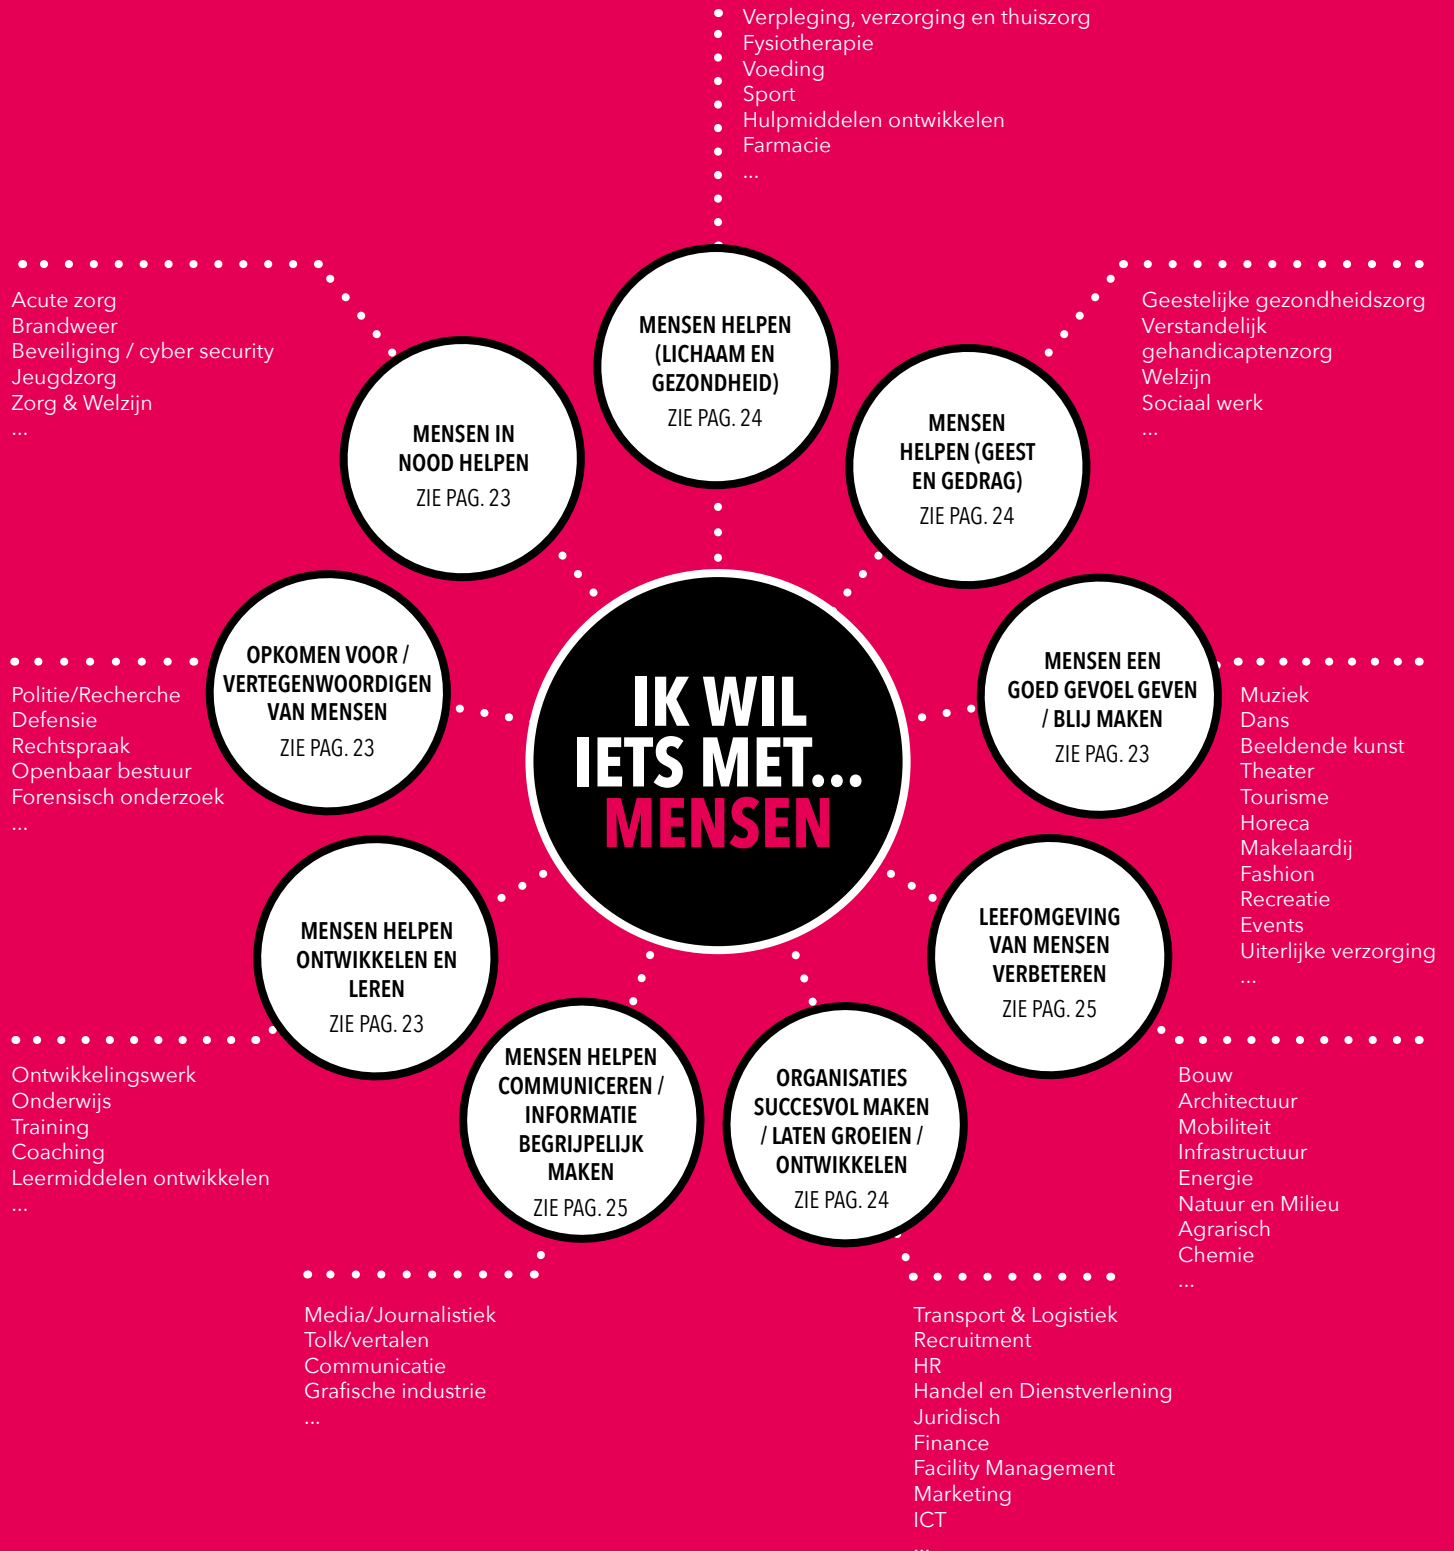 Verpleging, verzorging en thuiszorg
Fysiotherapie
Voeding
Sport
Hulpmiddelen ontwikkelen
Farmacie
...
MENSEN HELPEN
(LICHAAM EN
GEZONDHEID)
ZIE PAG. 24
Acute zorg
Brandweer
Beveiliging / cyber security
Jeugdzorg
Zorg & Welzijn
...
MENSEN IN
NOOD HELPEN
ZIE PAG. 23
Geestelijke gezondheidszorg
Verstandelijk
gehandicaptenzorg
Welzijn
Sociaal werk
...
MENSEN
HELPEN (GEEST
EN GEDRAG)
ZIE PAG. 24
OPKOMEN VOOR /
VERTEGENWOORDIGEN
VAN MENSEN
ZIE PAG. 23
Politie/Recherche
Defensie
Rechtspraak
Openbaar bestuur
Forensisch onderzoek
...
IK WIL
IETS MET...
MENSEN
MENSEN EEN
GOED GEVOEL GEVEN
/ BLIJ MAKEN
ZIE PAG. 23
Muziek
Dans
Beeldende kunst
Theater
Tourisme
Horeca
Makelaardij
Fashion
Recreatie
Events
Uiterlijke verzorging
...
MENSEN HELPEN
ONTWIKKELEN EN
LEREN
ZIE PAG. 23
Ontwikkelingswerk
Onderwijs
Training
Coaching
Leermiddelen ontwikkelen
...
LEEFOMGEVING
VAN MENSEN
VERBETEREN
ZIE PAG. 25
Bouw
Architectuur
Mobiliteit
Infrastructuur
Energie
Natuur en Milieu
Agrarisch
Chemie
...
MENSEN HELPEN
COMMUNICEREN /
INFORMATIE
BEGRIJPELIJK
MAKEN
ZIE PAG. 25
Media/Journalistiek
Tolk/vertalen
Communicatie
Grafische industrie
...
ORGANISATIES
SUCCESVOL MAKEN
/ LATEN GROEIEN /
ONTWIKKELEN
ZIE PAG. 24
Transport & Logistiek
Recruitment
HR
Handel en Dienstverlening
Juridisch
Finance
Facility Management
Marketing
ICT
...